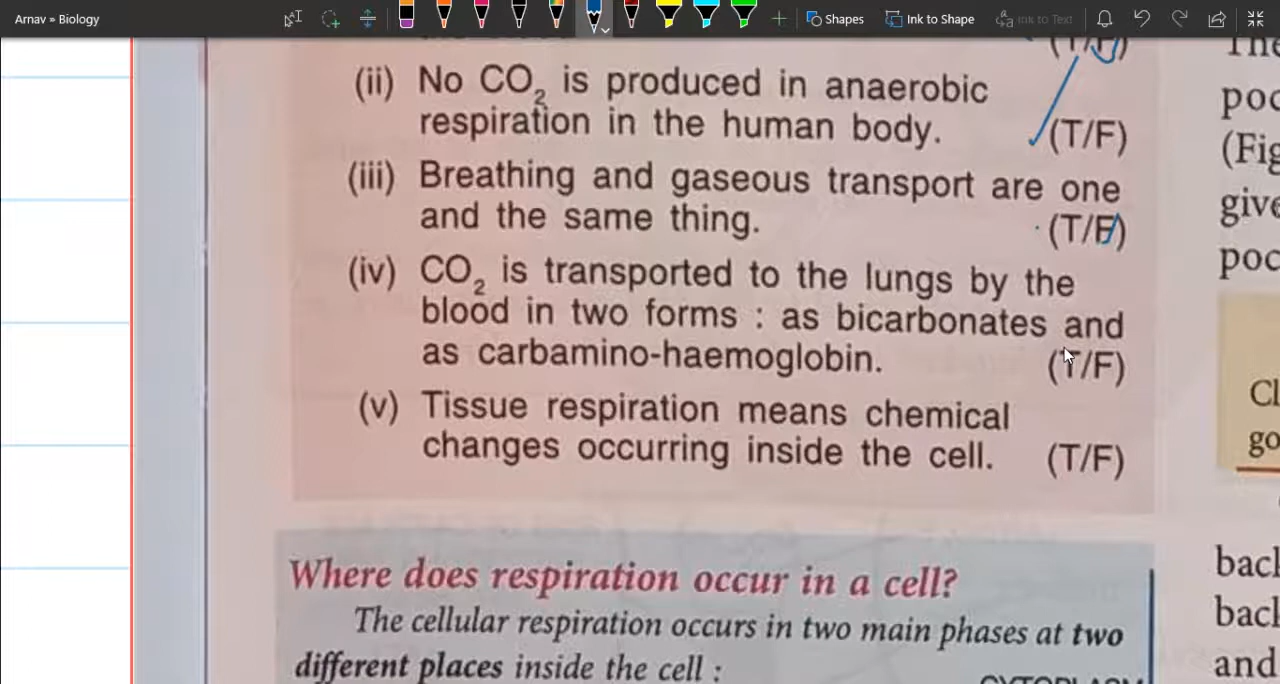 Arnav » Biology
Shapes
Ink to Shape
Ink to Text
(T/F)
(ii) No CO2 is produced in anaerobic
respiration in the human body. (T/F)
(iii) Breathing and gaseous transport are one
and the same thing. (T/F)
(iv) CO2 is transported to the lungs by the
blood in two forms : as bicarbonates and
as carbamino-haemoglobin. (T/F)
(v) Tissue respiration means chemical
changes occurring inside the cell. (T/F)
Where does respiration occur in a cell?
The cellular respiration occurs in two main phases at two
different places inside the cell :
CYTOPLASM
(Fig
give
and